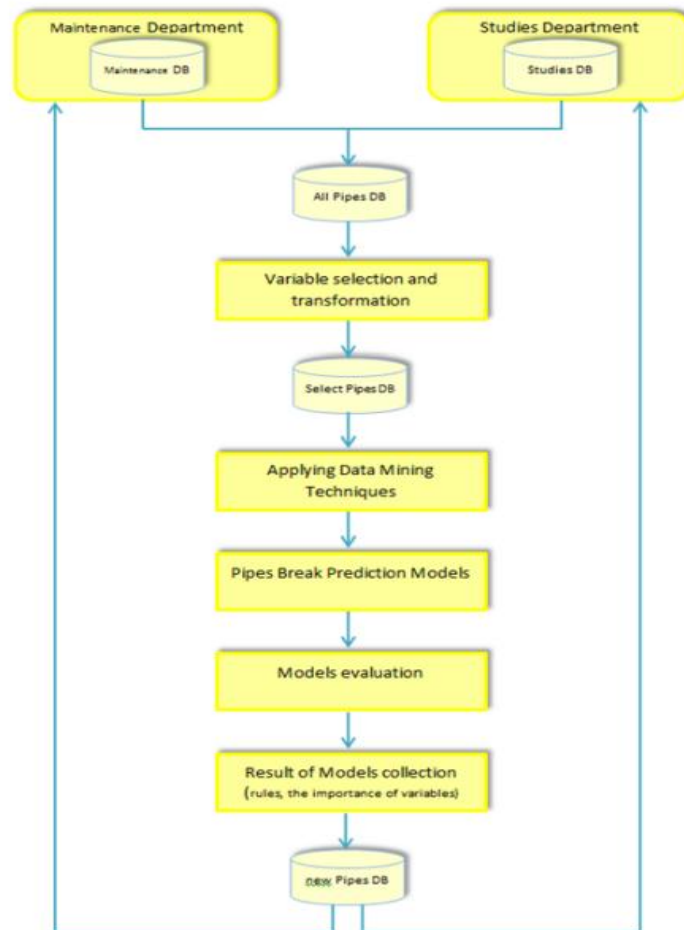 Maintenance Department
Maintenance DB
Studies Department
Studies DB
All Pipes DB
Variable selection and
transformation
Select Pipes DB
Applying Data Mining
Techniques
Pipes Break Prediction Models
Models evaluation
Result of Models collection
(rules, the importance of variables)
new Pipes DB